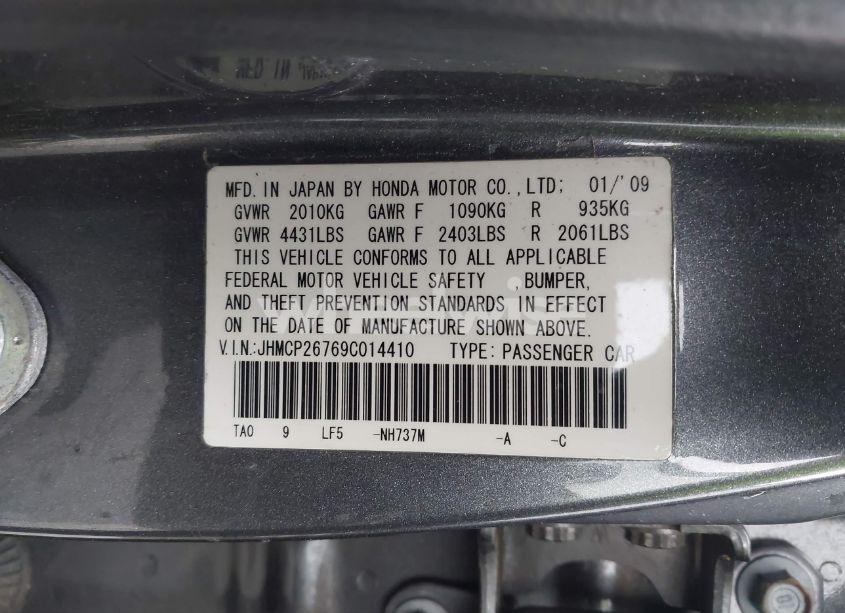 MFD. IN JAPAN BY HONDA MOTOR CO.,LTD; 01/'09
GVWR 2010KG GAWR F 1090KG R 935KG
GVWR 4431LBS GAWR F 2403LBS R 2061LBS
THIS VEHICLE CONFORMS TO ALL APPLICABLE
FEDERAL MOTOR VEHICLE SAFETY ,BUMPER,
AND THEFT PREVENTION STANDARDS IN EFFECT
ON THE DATE OF MANUFACTURE SHOWN ABOVE.
V.I.N.:JHMCP26769C014410 TYPE: PASSENGER CAR
TA0 9 LF5 -NH737M -A -C